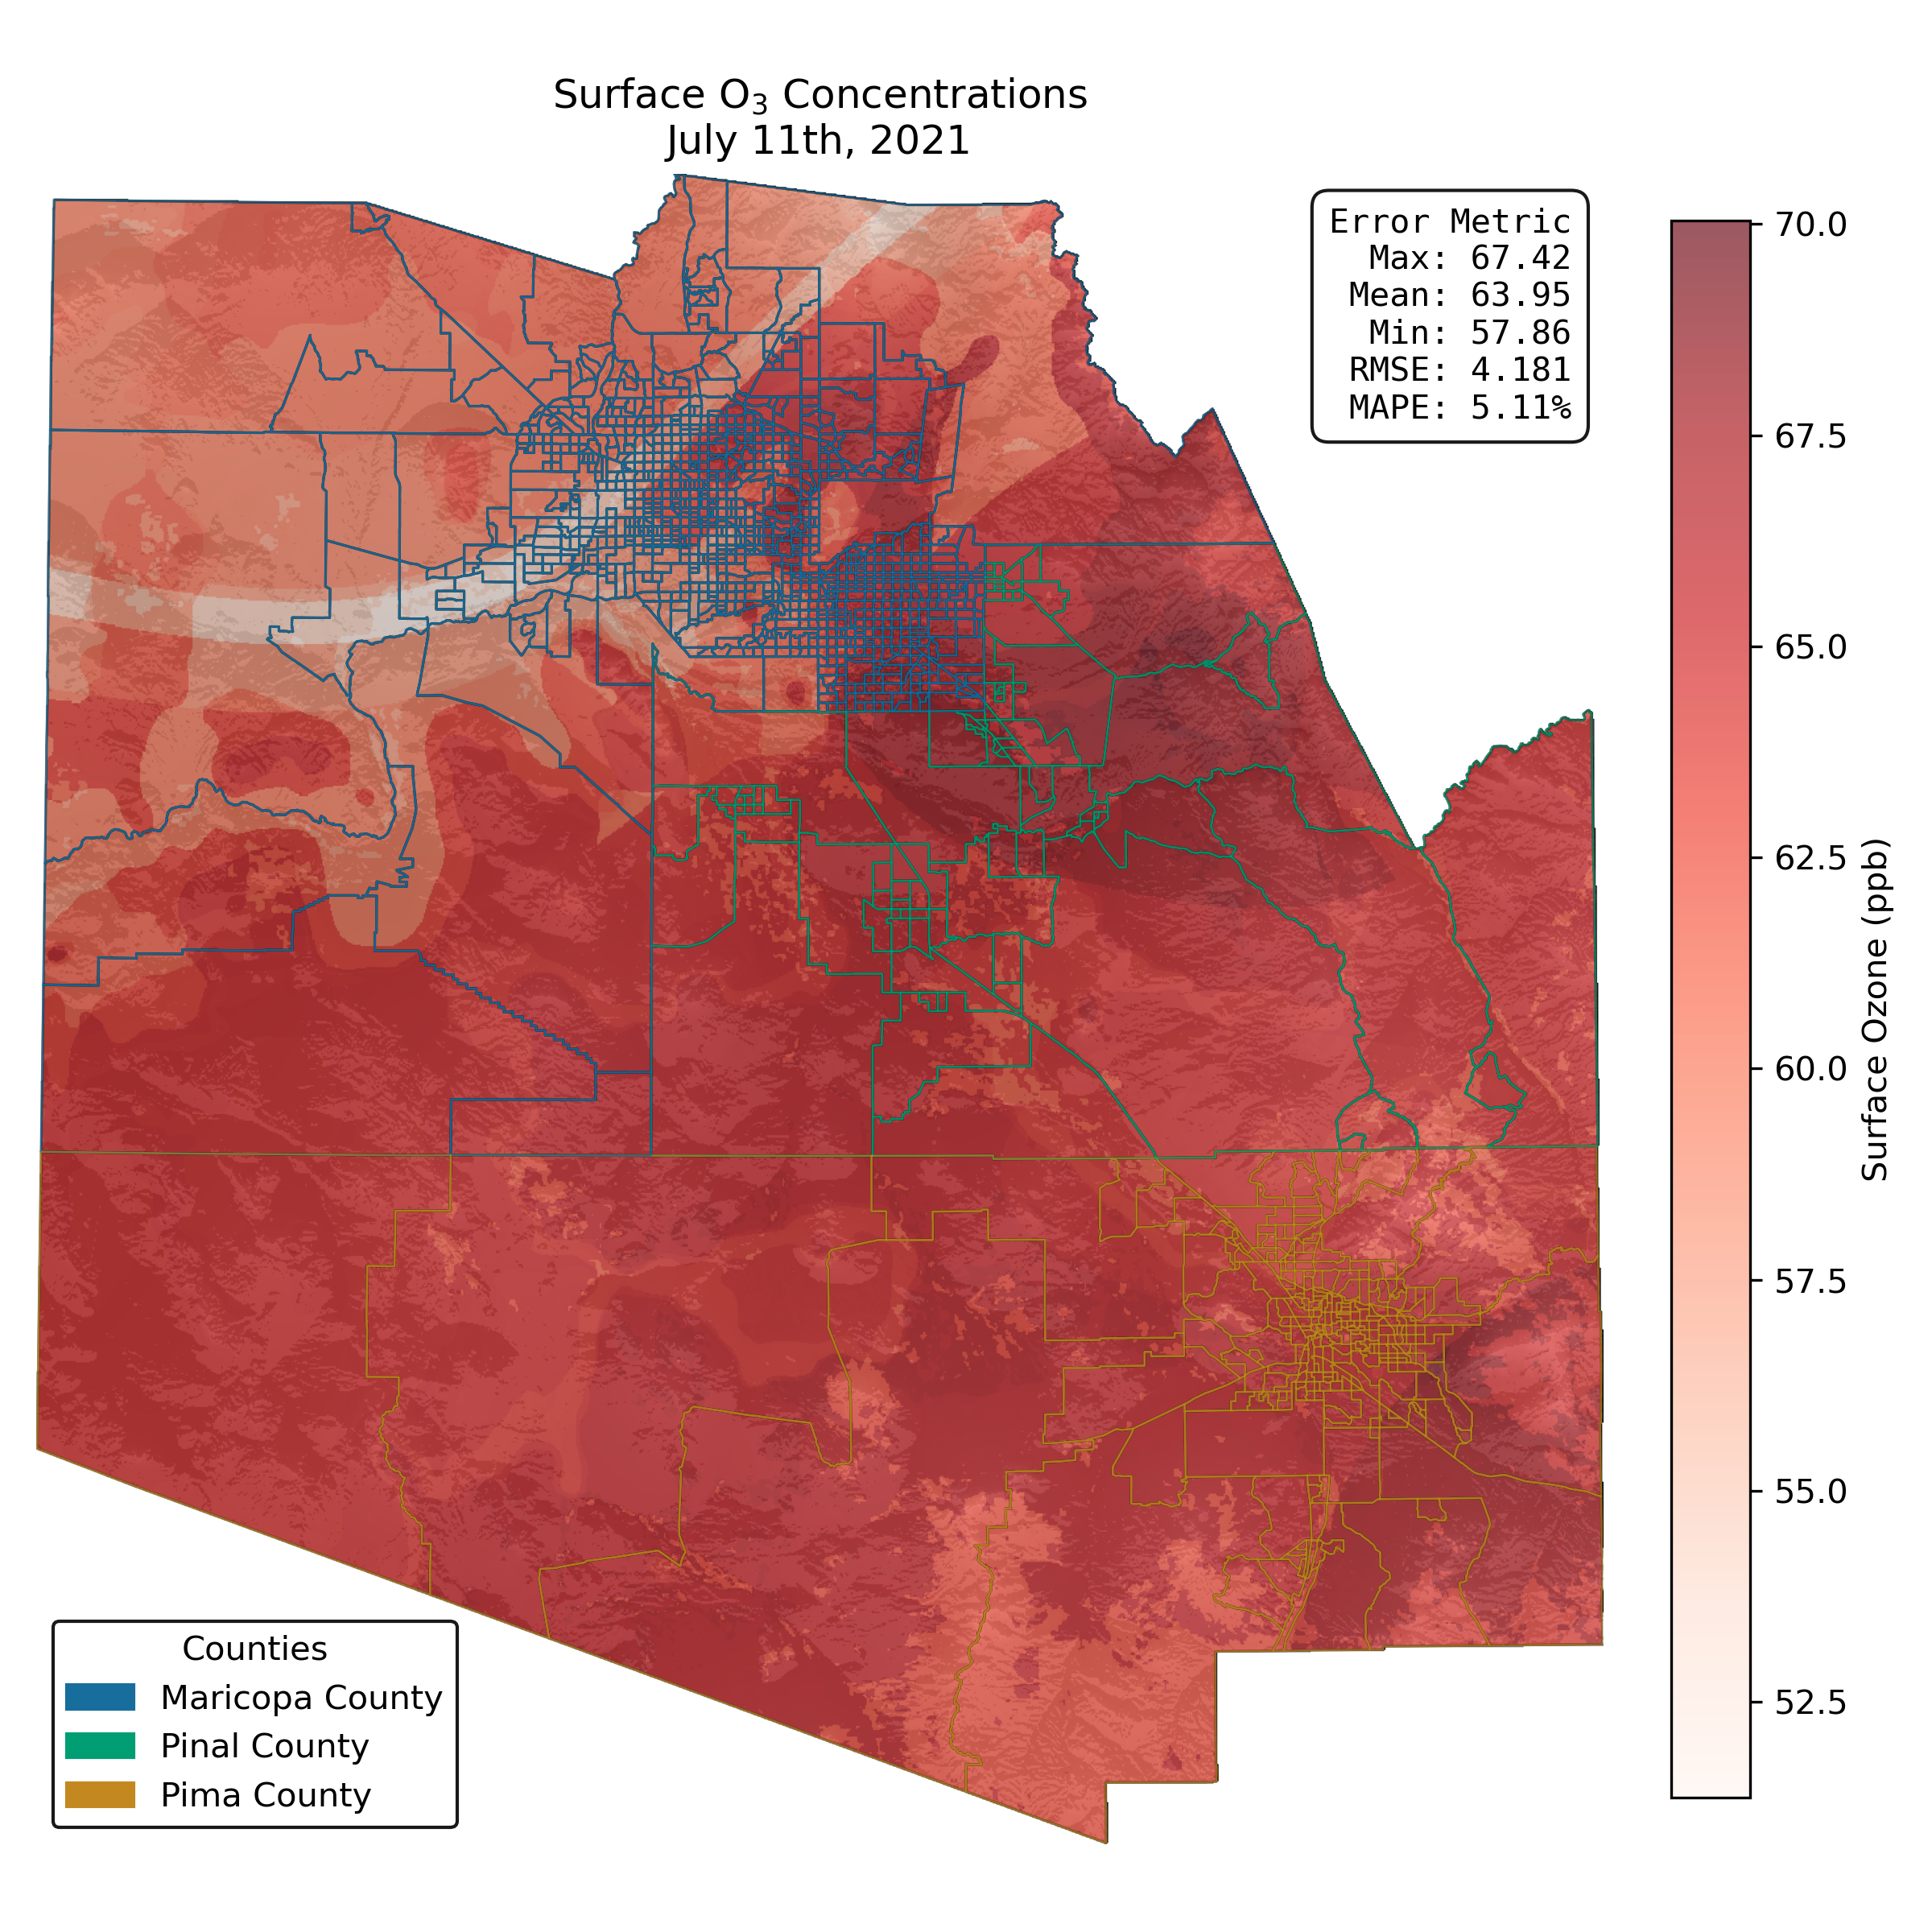 Surface O₃ Concentrations
July 11th, 2021
Error Metric
Max: 67.42
Mean: 63.95
Min: 57.86
RMSE: 4.181
MAPE: 5.11%
70.0
67.5
65.0
62.5
60.0
57.5
55.0
52.5
Surface Ozone (ppb)
Counties
Maricopa County
Pinal County
Pima County